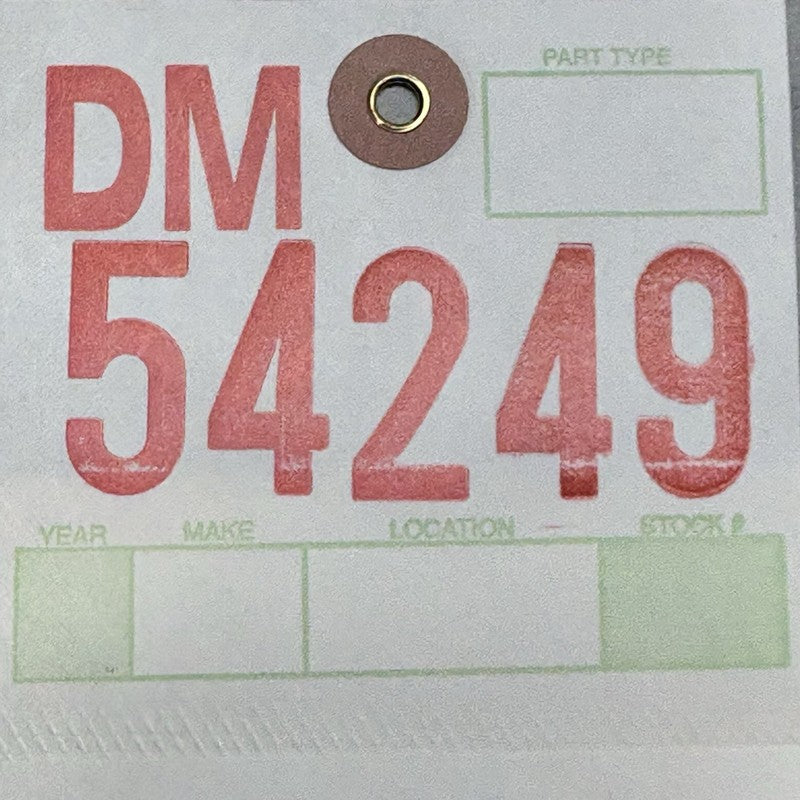 DM
PART TYPE
54249
YEAR MAKE LOCATION STOCK #